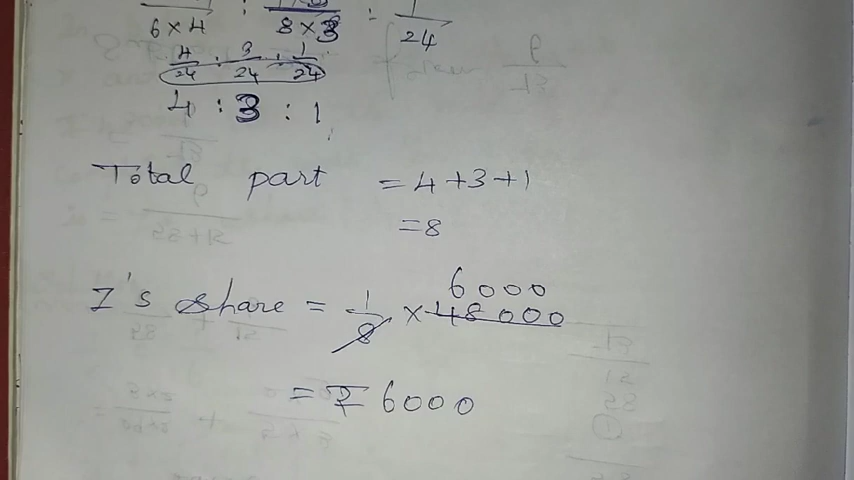 6 × 4 : 8 × 3 : 1/24
4/24 : 3/24 : 1/24
4 : 3 : 1
Total part = 4 + 3 + 1
= 8
I's share = 1/8 × 48000 6000
= ₹ 6000